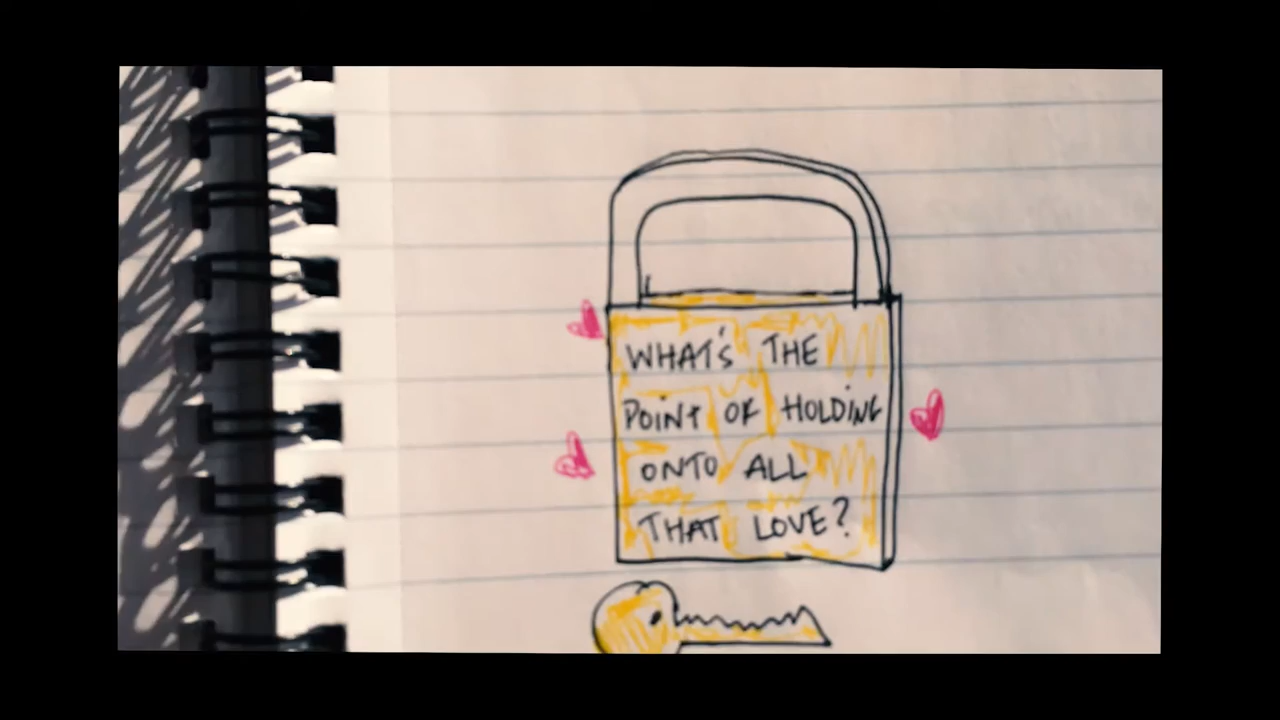 WHAT'S THE
POINT OF HOLDING
ONTO ALL
THAT LOVE?